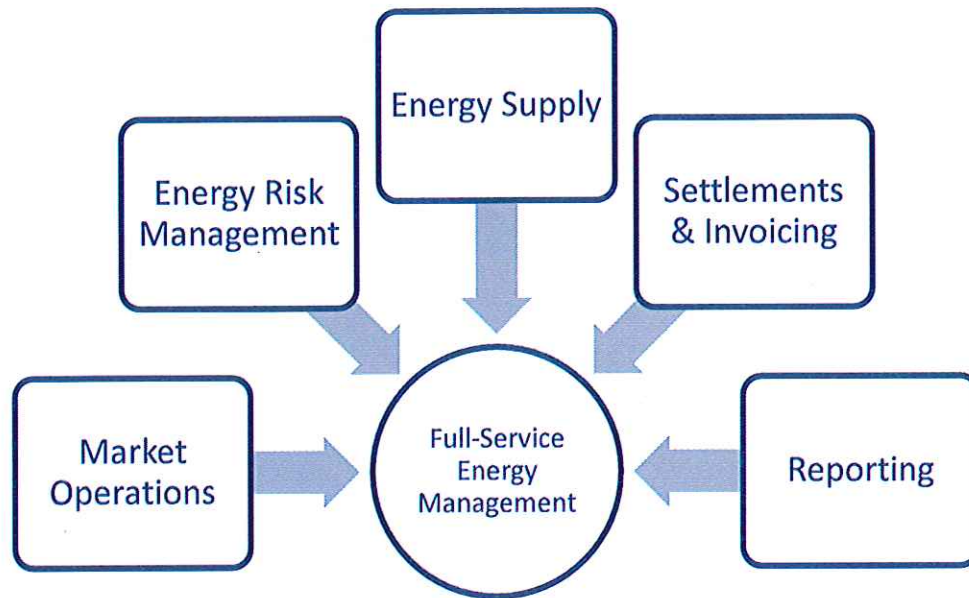 Energy Supply
Energy Risk
Management
Settlements
& Invoicing
Market
Operations
Full-Service
Energy
Management
Reporting